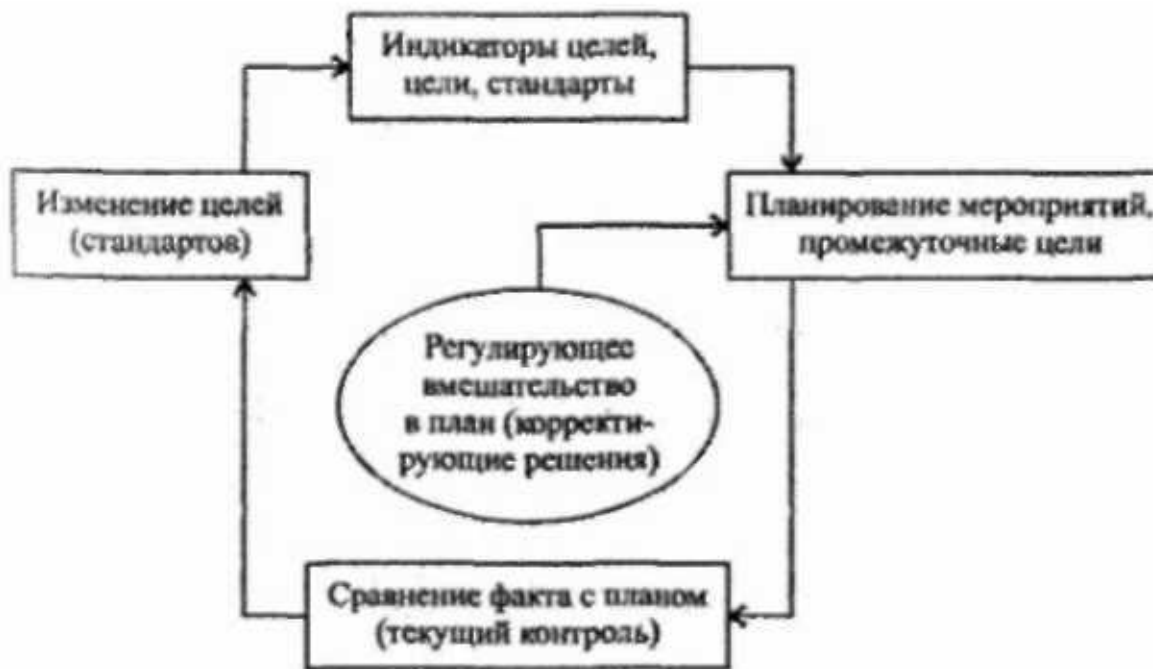 Индикаторы целей,
цели, стандарты
Изменение целей
(стандартов)
Планирование мероприятий,
промежуточные цели
Регулирующее
вмешательство
в план (корректи-
рующие решения)
Сравнение факта с планом
(текущий контроль)